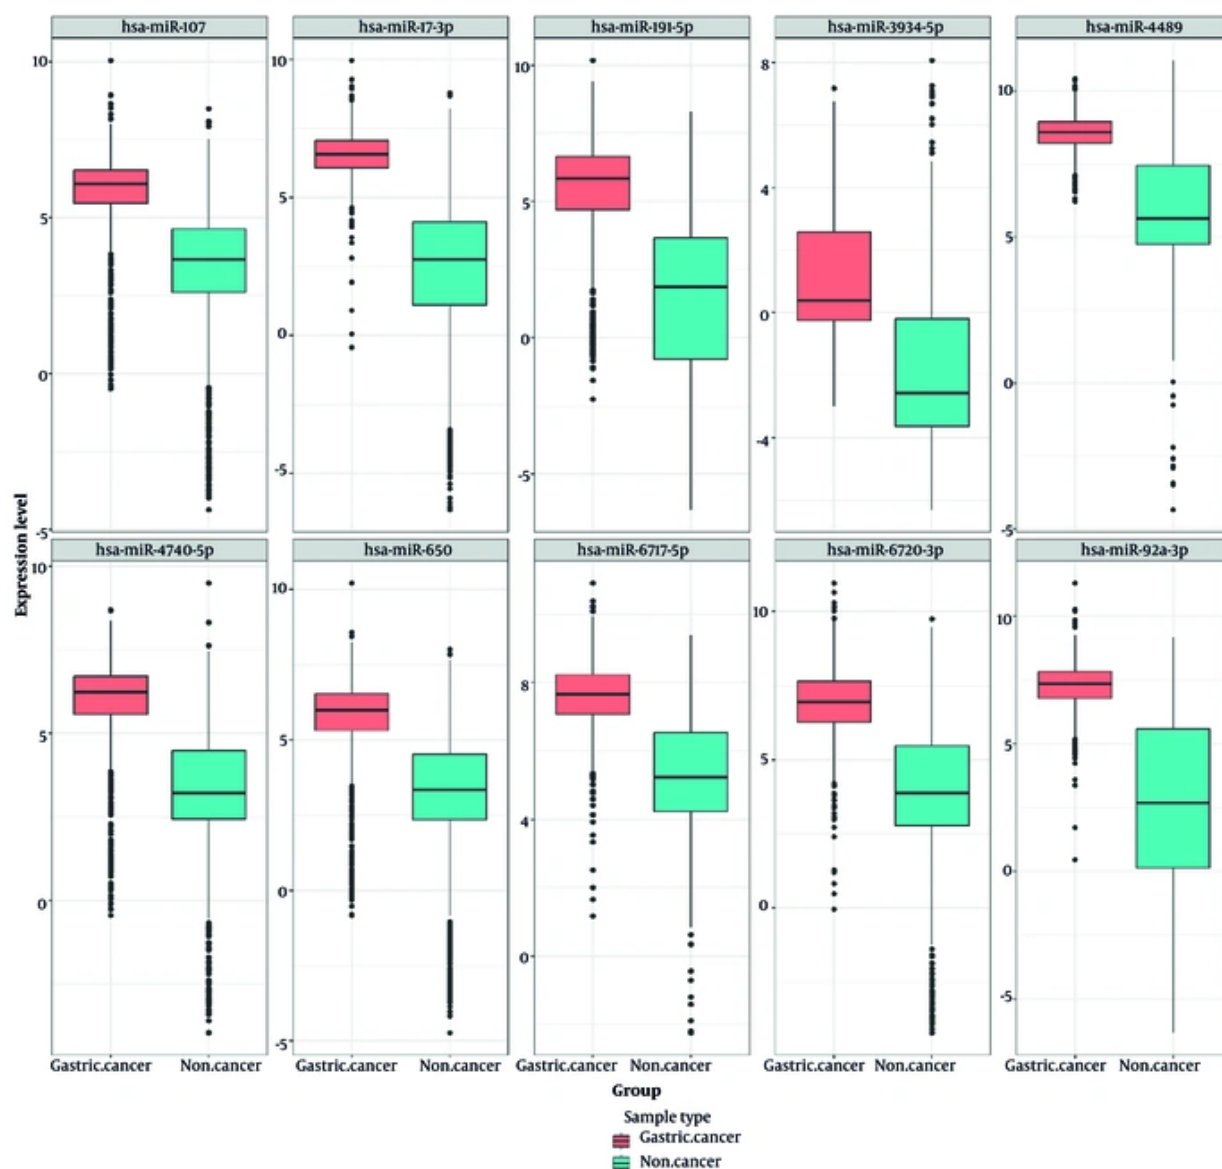 hsa-miR-107 hsa-miR-17-3p hsa-miR-191-5p hsa-miR-3934-5p hsa-miR-4489
10 10 10 8 10
5 5 5 4 5
0 0 0 0 0
-5 -5 -5 -4 -5
Expression level
hsa-miR-4740-5p hsa-miR-650 hsa-miR-6717-5p hsa-miR-6720-3p hsa-miR-92a-3p
10 10 8 10 10
5 5 4 5 5
0 0 0 0 0
-5 -5
Gastric.cancer Non.cancer Gastric.cancer Non.cancer Gastric.cancer Non.cancer Gastric.cancer Non.cancer Gastric.cancer Non.cancer
Group
Sample type
Gastric.cancer
Non.cancer